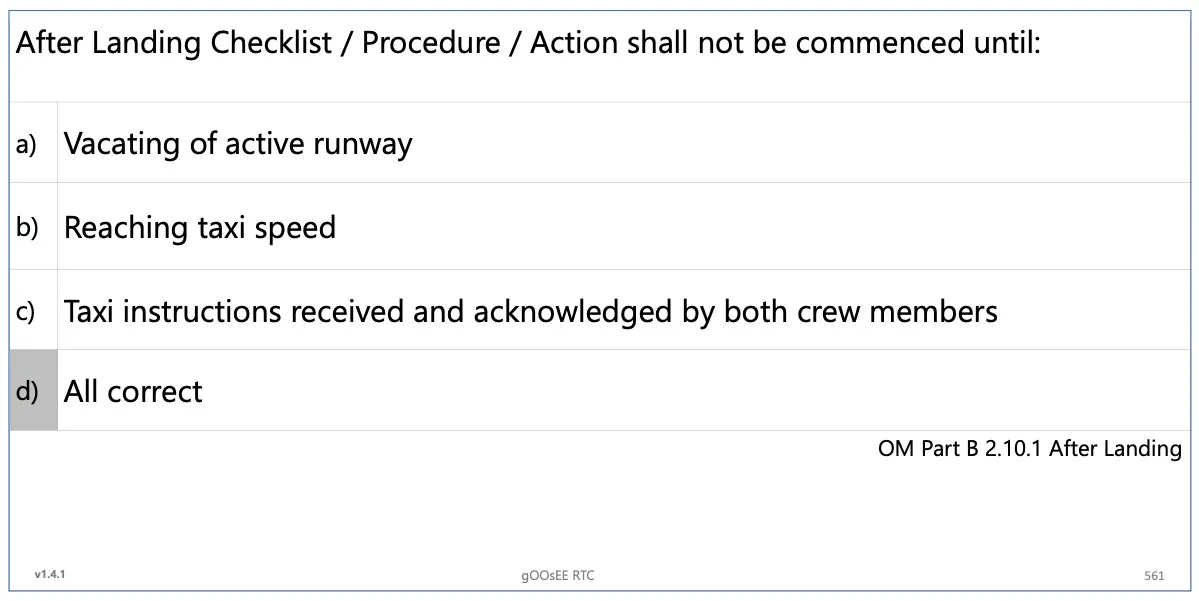 After Landing Checklist / Procedure / Action shall not be commenced until:
a) Vacating of active runway
b) Reaching taxi speed
c) Taxi instructions received and acknowledged by both crew members
d) All correct
OM Part B 2.10.1 After Landing
v1.4.1 gOOsEE RTC 561